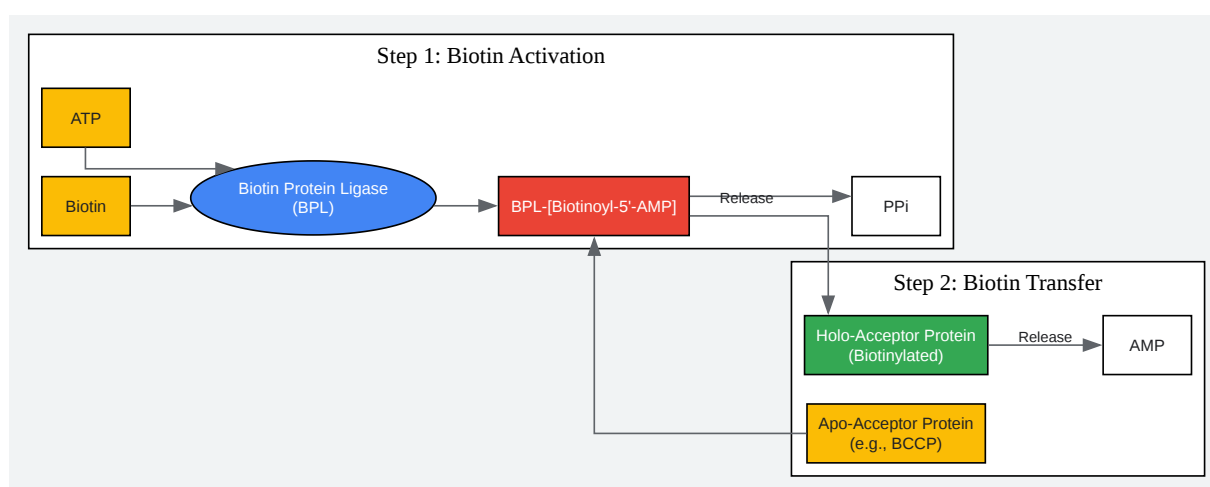 Step 1: Biotin Activation
ATP
Biotin
Biotin Protein Ligase
(BPL)
BPL-[Biotinoyl-5'-AMP]
Release
PPi
Step 2: Biotin Transfer
Holo-Acceptor Protein
(Biotinylated)
Release
AMP
Apo-Acceptor Protein
(e.g., BCCP)